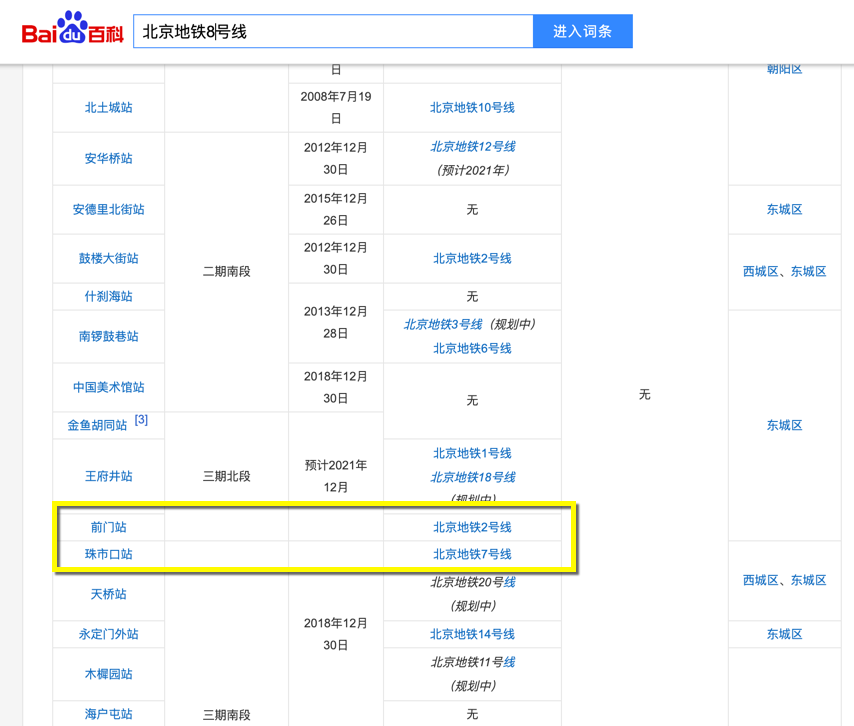 Bai du 百科 北京地铁8号线 进入词条
日 朝阳区
北土城站 2008年7月19日 北京地铁10号线
安华桥站 2012年12月30日 北京地铁12号线(预计2021年)
安德里北街站 2015年12月26日 无 东城区
鼓楼大街站 二期南段 2012年12月30日 北京地铁2号线 西城区、东城区
什刹海站 2013年12月28日 无
南锣鼓巷站 北京地铁3号线(规划中)
北京地铁6号线
中国美术馆站 2018年12月30日 无 无
金鱼胡同站 [3] 东城区
王府井站 三期北段 预计2021年12月 北京地铁1号线
北京地铁18号线
(规划中)
前门站 北京地铁2号线
珠市口站 北京地铁7号线
天桥站 北京地铁20号线(规划中) 西城区、东城区
永定门外站 2018年12月30日 北京地铁14号线 东城区
木樨园站 北京地铁11号线(规划中)
海户屯站 三期南段 无